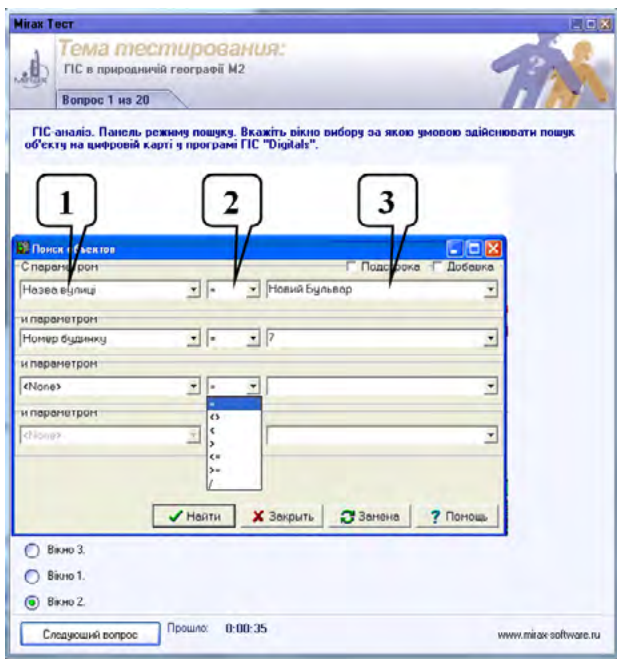 Mirax Тест
Тема тестирования:
ГІС в природничій географії М2
MIRAX
Вопрос 1 из 20
ГІС-аналіз. Панель режиму пошуку. Вкажіть вікно вибору за якою умовою здійснювати пошук
об'єкту на цифровій карті у програмі ГІС "Digitals".
1 2 3
Поиск объектов
С параметром Подстрока Добавка
Назва вулиці = Новий Бульвар
и параметром
Номер будинку = 7
и параметром
<None> =
=
<>
<
>
<=
>=
/
и параметром
<None>
Найти Закрыть Замена ? Помощь
Вікно 3.
Вікно 1.
Вікно 2.
Следующий вопрос Прошло: 0:00:35 www.mirax-software.ru